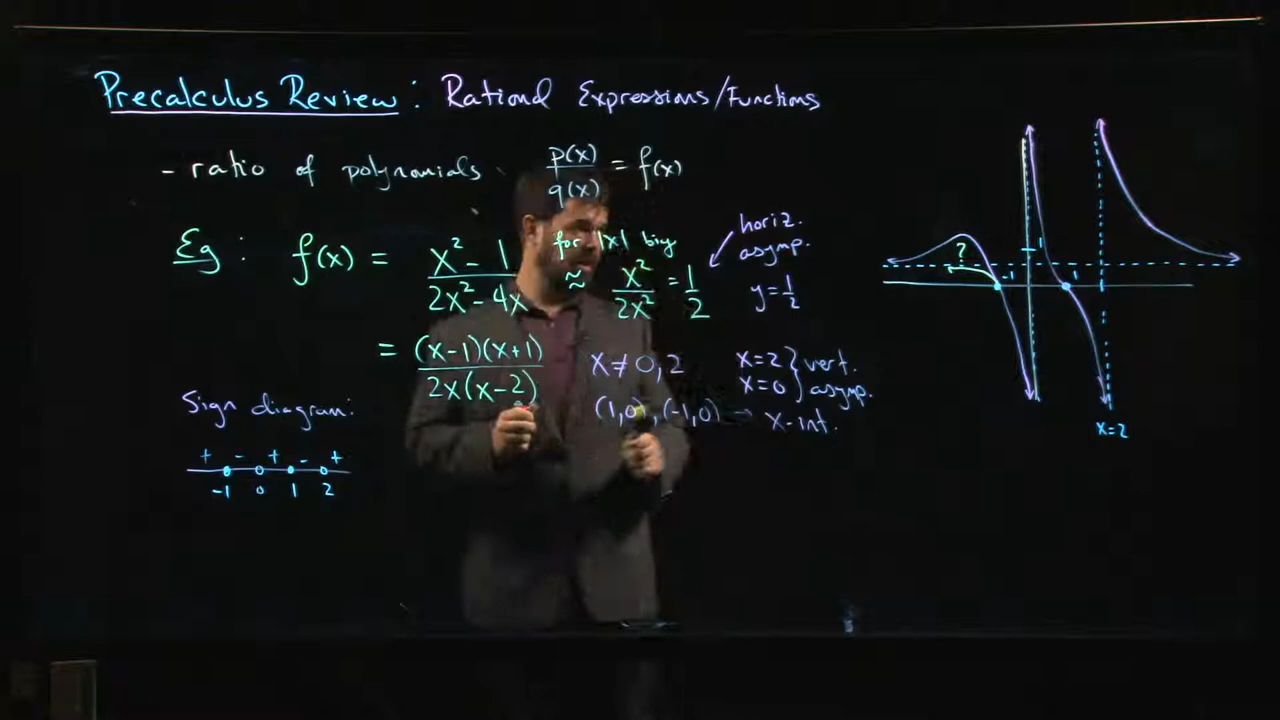 Precalculus Review: Rational Expressions/Functions
- ratio of polynomials p(x)/q(x) = f(x)
Eg: f(x) = (x² - 1)/(2x² - 4x) ≈ x²/2x² = 1/2
for |x| big
horiz.
asymp.
y = 1/2
= (x-1)(x+1)/2x(x-2)
x ≠ 0, 2
(1,0), (-1,0) → x-int.
x=2 } vert.
x=0 } asymp.
Sign diagram:
+ - + - +
-1 0 1 2
?
-1 1
1
x=2